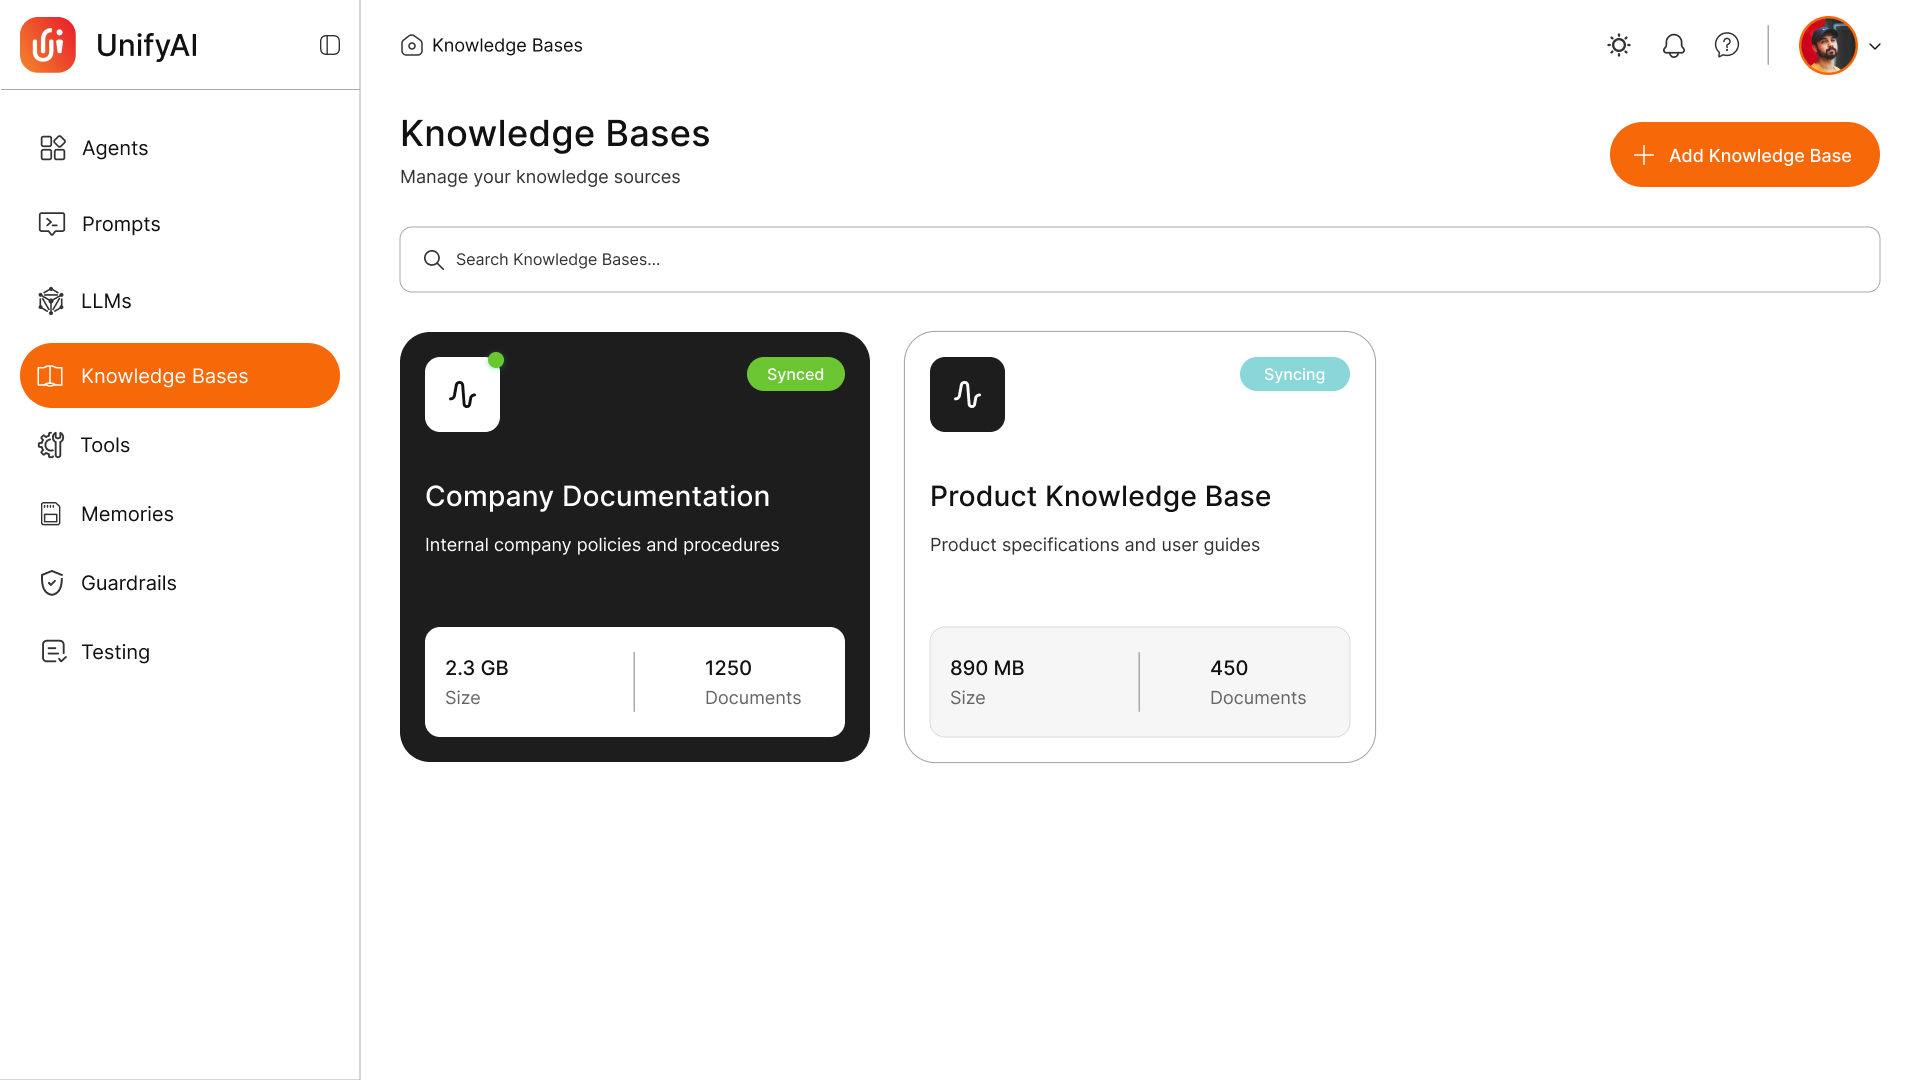 UnifyAI
Knowledge Bases
Agents
Prompts
LLMs
Knowledge Bases
Tools
Memories
Guardrails
Testing
Knowledge Bases
Manage your knowledge sources
Add Knowledge Base
Search Knowledge Bases...
Synced
Company Documentation
Internal company policies and procedures
2.3 GB
Size
1250
Documents
Syncing
Product Knowledge Base
Product specifications and user guides
890 MB
Size
450
Documents